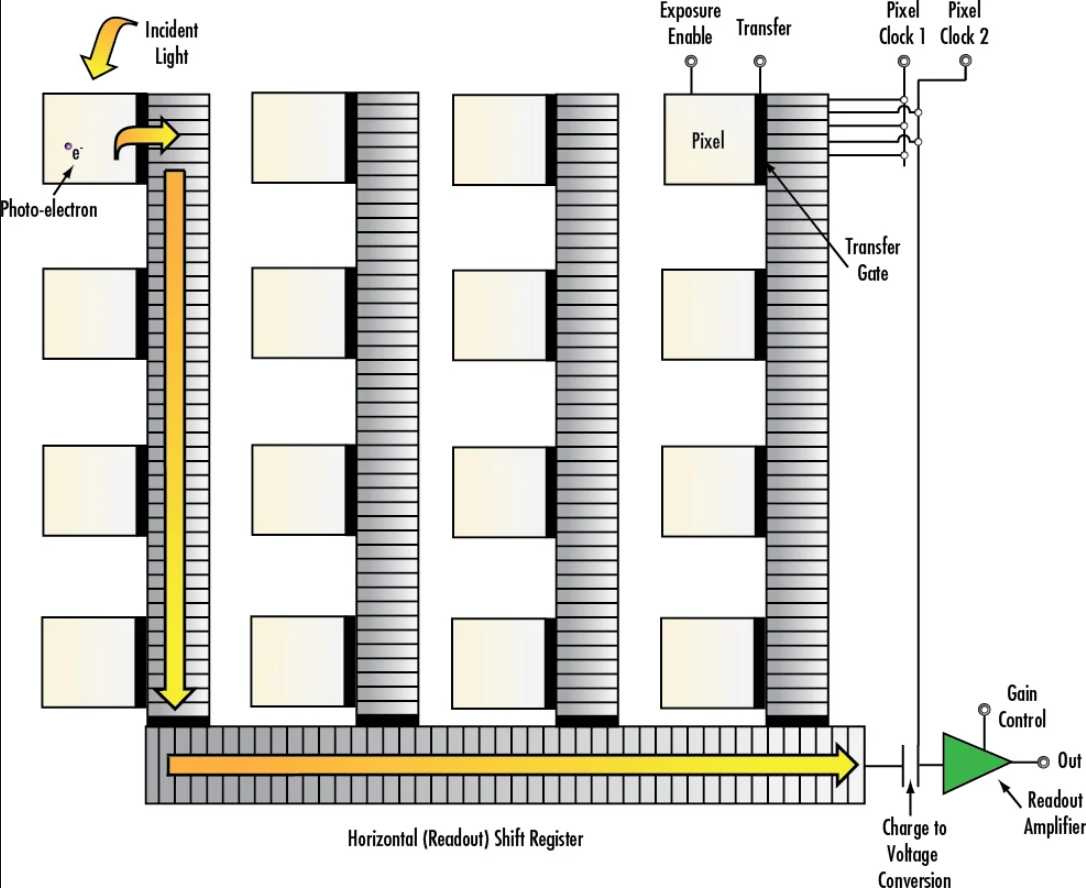 Incident
Light
Exposure
Enable
Transfer
Pixel
Clock 1
Pixel
Clock 2
e-
Photo-electron
Pixel
Transfer
Gate
Gain
Control
Out
Readout
Amplifier
Charge to
Voltage
Conversion
Horizontal (Readout) Shift Register